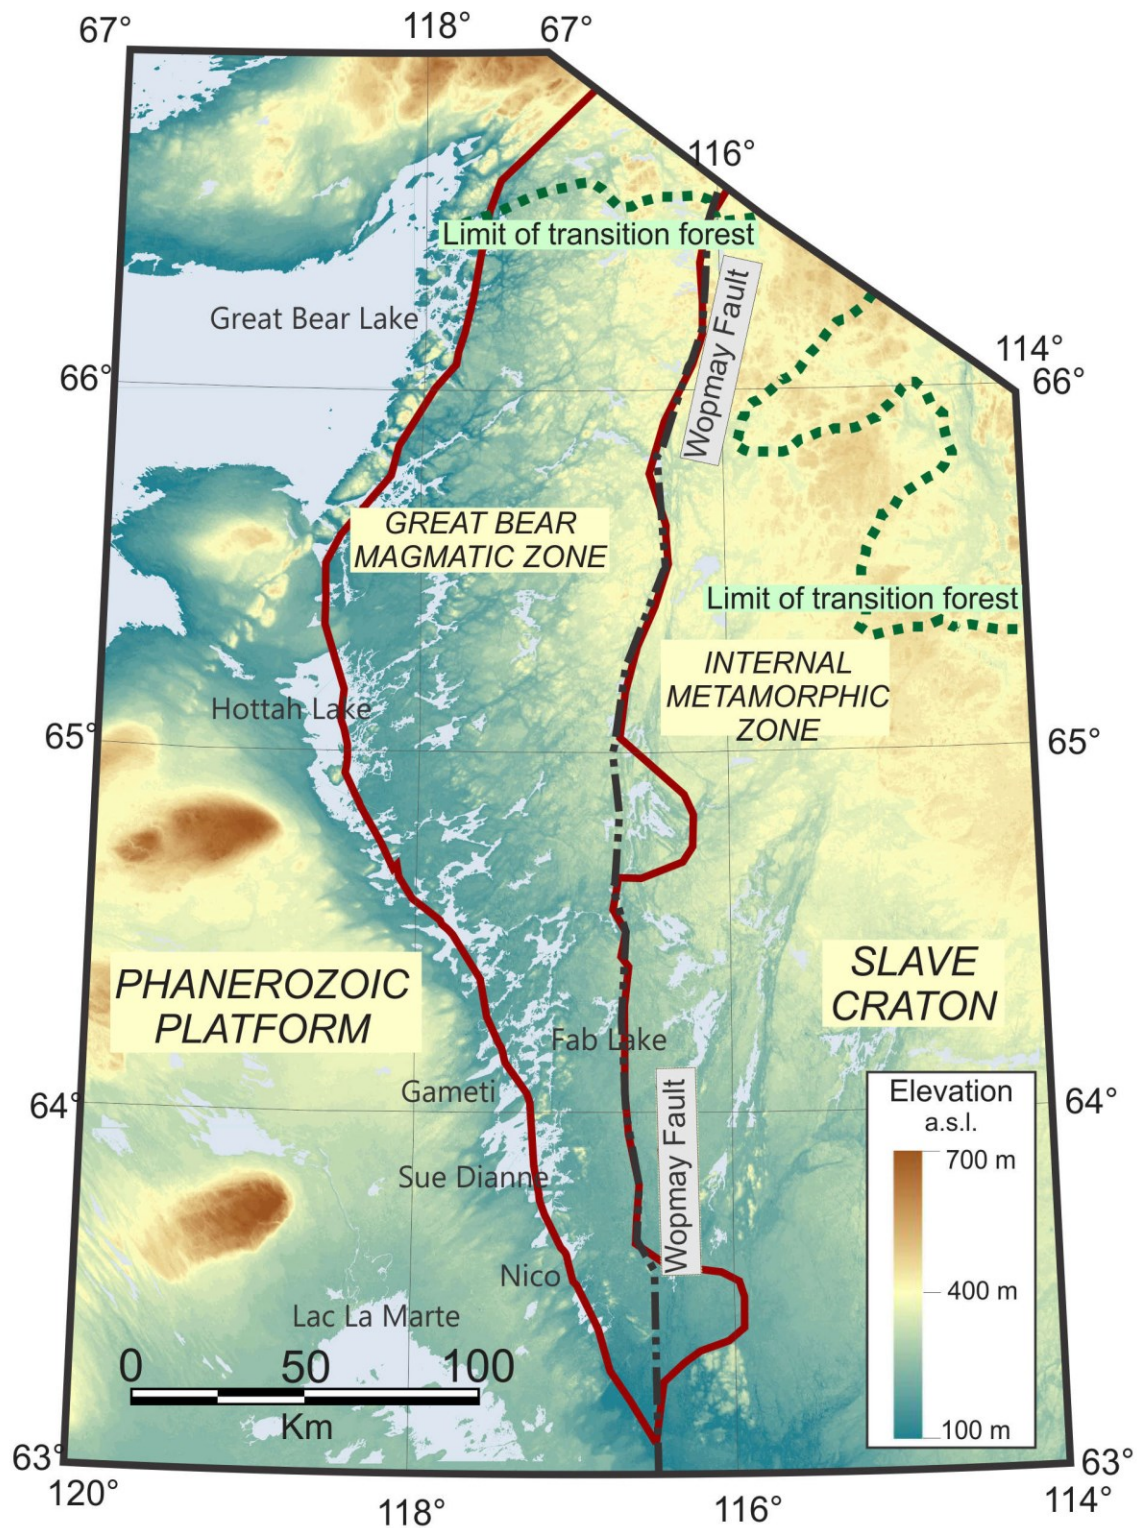 67°
118°
67°
116°
Limit of transition forest
Wopmay Fault
Great Bear Lake
114°
66°
66°
GREAT BEAR
MAGMATIC ZONE
Limit of transition forest
INTERNAL
METAMORPHIC
ZONE
Hottah Lake
65°
65°
PHANEROZOIC
PLATFORM
SLAVE
CRATON
Fab Lake
Gameti
64°
64°
Wopmay Fault
Elevation
a.s.l.
700 m
400 m
100 m
Sue Dianne
Nico
Lac La Marte
0 50 100
Km
63°
63°
120°
118°
116°
114°